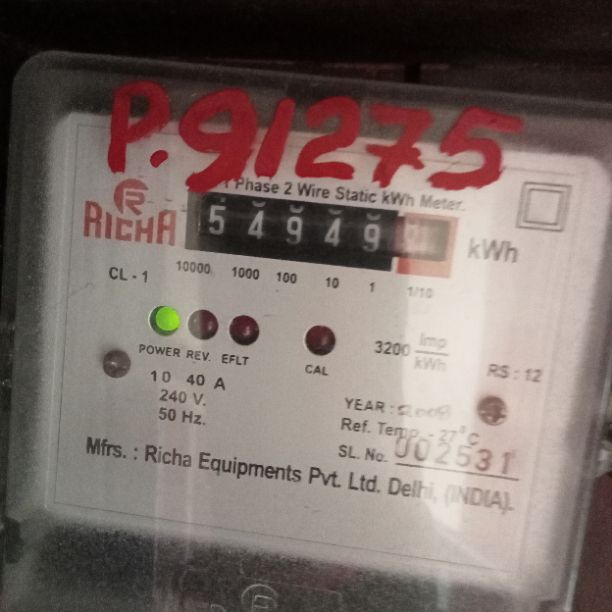 P.91275
1 Phase 2 Wire Static kWh Meter.
R
RICHA
54949
kWh
CL - 1
10000 1000 100 10 1 1/10
POWER REV. EFLT
CAL
3200 Imp/kWh
RS : 12
10 40 A
240 V.
50 Hz.
YEAR :
Ref. Temp. - 27°C
SL. No. 002531
Mfrs. : Richa Equipments Pvt. Ltd. Delhi, (INDIA).